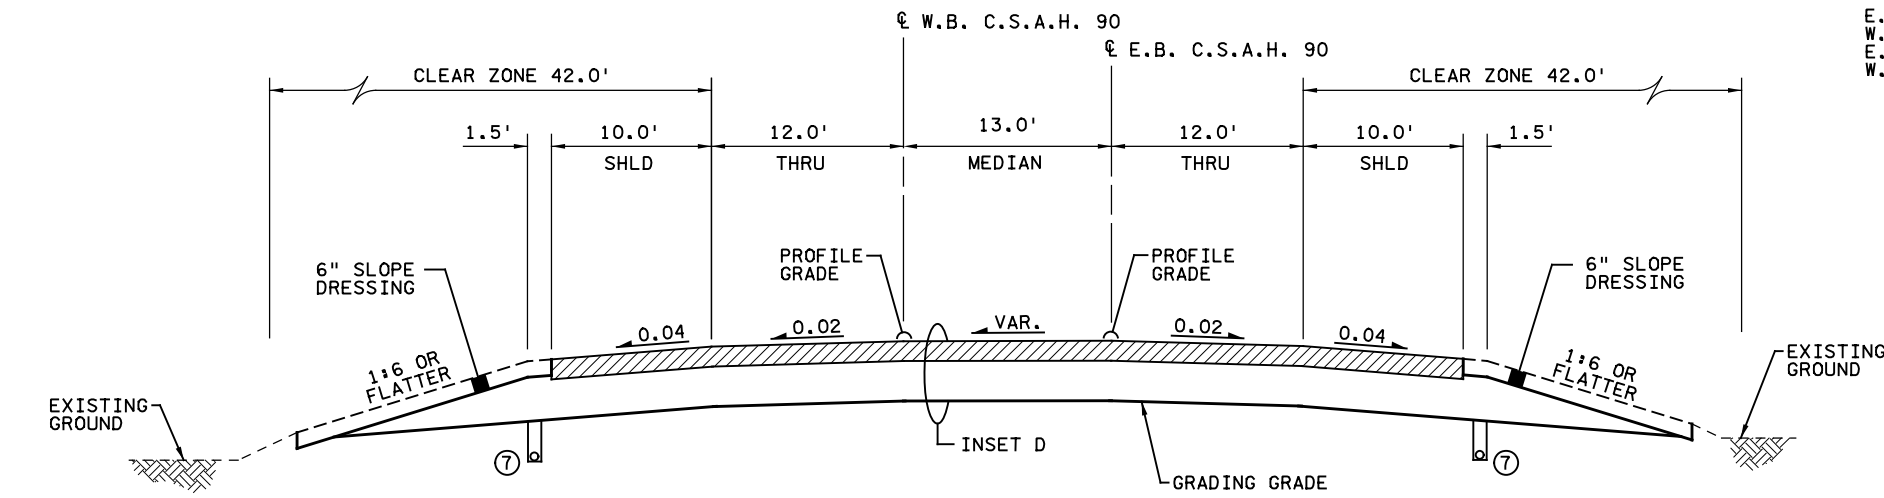 ℄ W.B. C.S.A.H. 90
℄ E.B. C.S.A.H. 90
E.
W.
E.
W.
CLEAR ZONE 42.0'
CLEAR ZONE 42.0'
1.5'
10.0'
SHLD
12.0'
THRU
13.0'
MEDIAN
12.0'
THRU
10.0'
SHLD
1.5'
6" SLOPE
DRESSING
PROFILE
GRADE
PROFILE
GRADE
6" SLOPE
DRESSING
0.04
0.02
VAR.
0.02
0.04
1:6 OR
FLATTER
1:6 OR
FLATTER
EXISTING
GROUND
EXISTING
GROUND
INSET D
7
7
GRADING GRADE